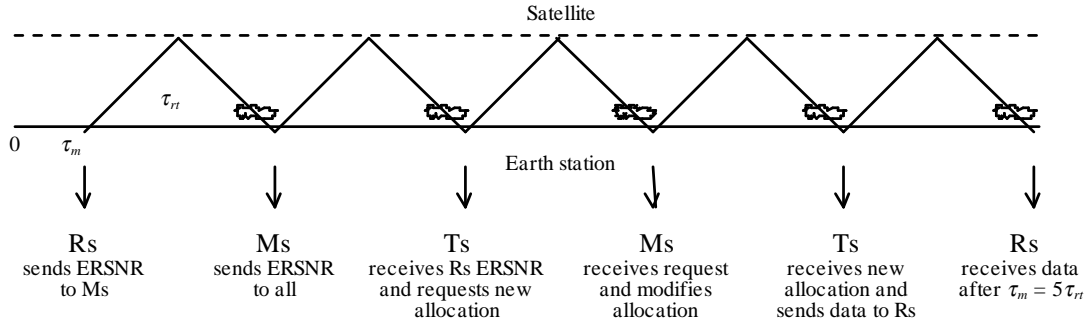 Satellite
τrt
0
τm
Earth station
Rs
sends ERSNR
to Ms
Ms
sends ERSNR
to all
Ts
receives Rs ERSNR
and requests new
allocation
Ms
receives request
and modifies
allocation
Ts
receives new
allocation and
sends data to Rs
Rs
receives data
after τm = 5τrt